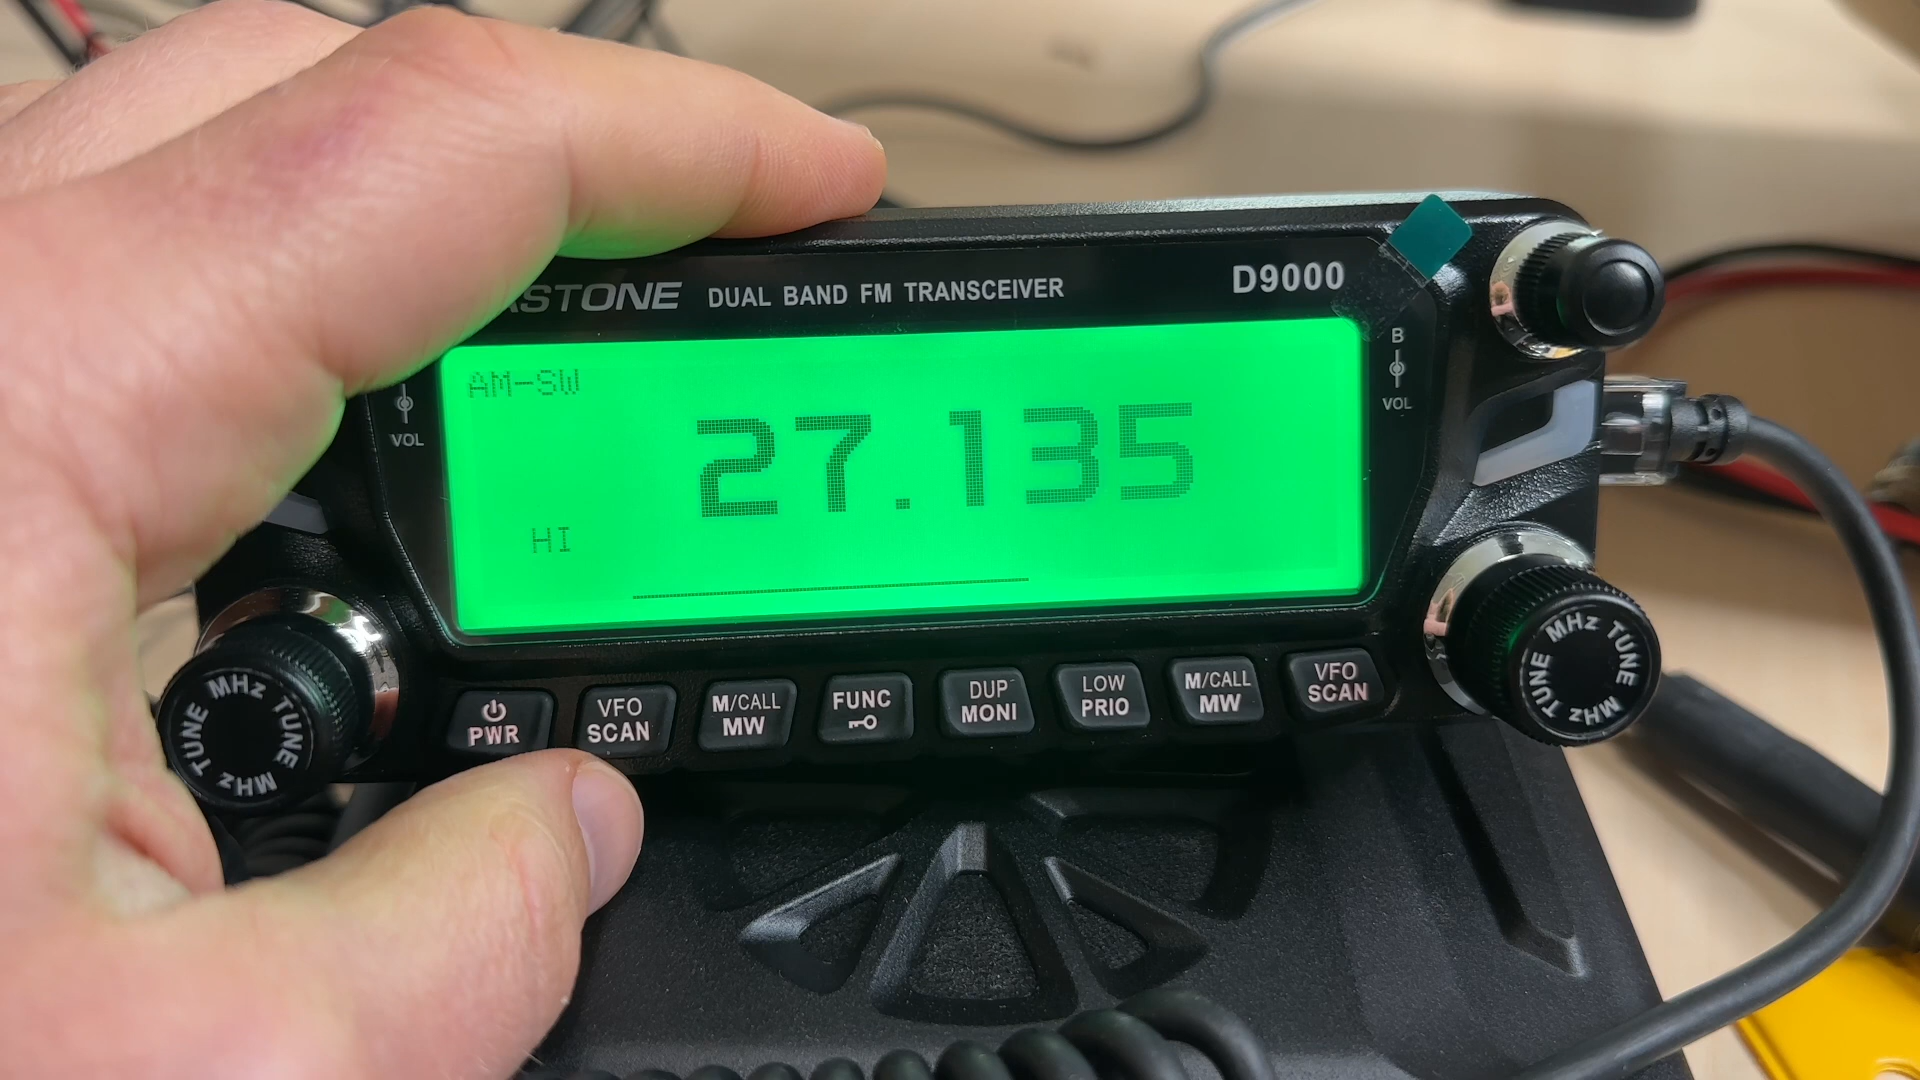 ASTONE DUAL BAND FM TRANSCEIVER D9000
AM-SW
27.135
HI
VOL
B
VOL
PWR
VFO
SCAN
M/CALL
MW
FUNC
DUP
MONI
LOW
PRIO
M/CALL
MW
VFO
SCAN
TUNE MHz TUNE MHz
TUNE MHz TUNE MHz